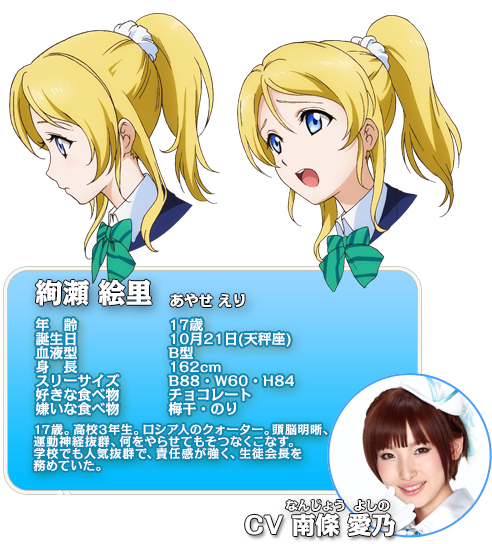 絢瀬 絵里　あやせ えり
年　齢　17歳
誕生日　10月21日(天秤座)
血液型　B型
身　長　162cm
スリーサイズ　B88・W60・H84
好きな食べ物　チョコレート
嫌いな食べ物　梅干・のり
17歳。高校3年生。ロシア人のクォーター。頭脳明晰、
運動神経抜群、何をやらせてもそつなくこなす。
学校でも人気抜群で、責任感が強く、生徒会長を
務めていた。
なんじょう　よしの
CV 南條 愛乃